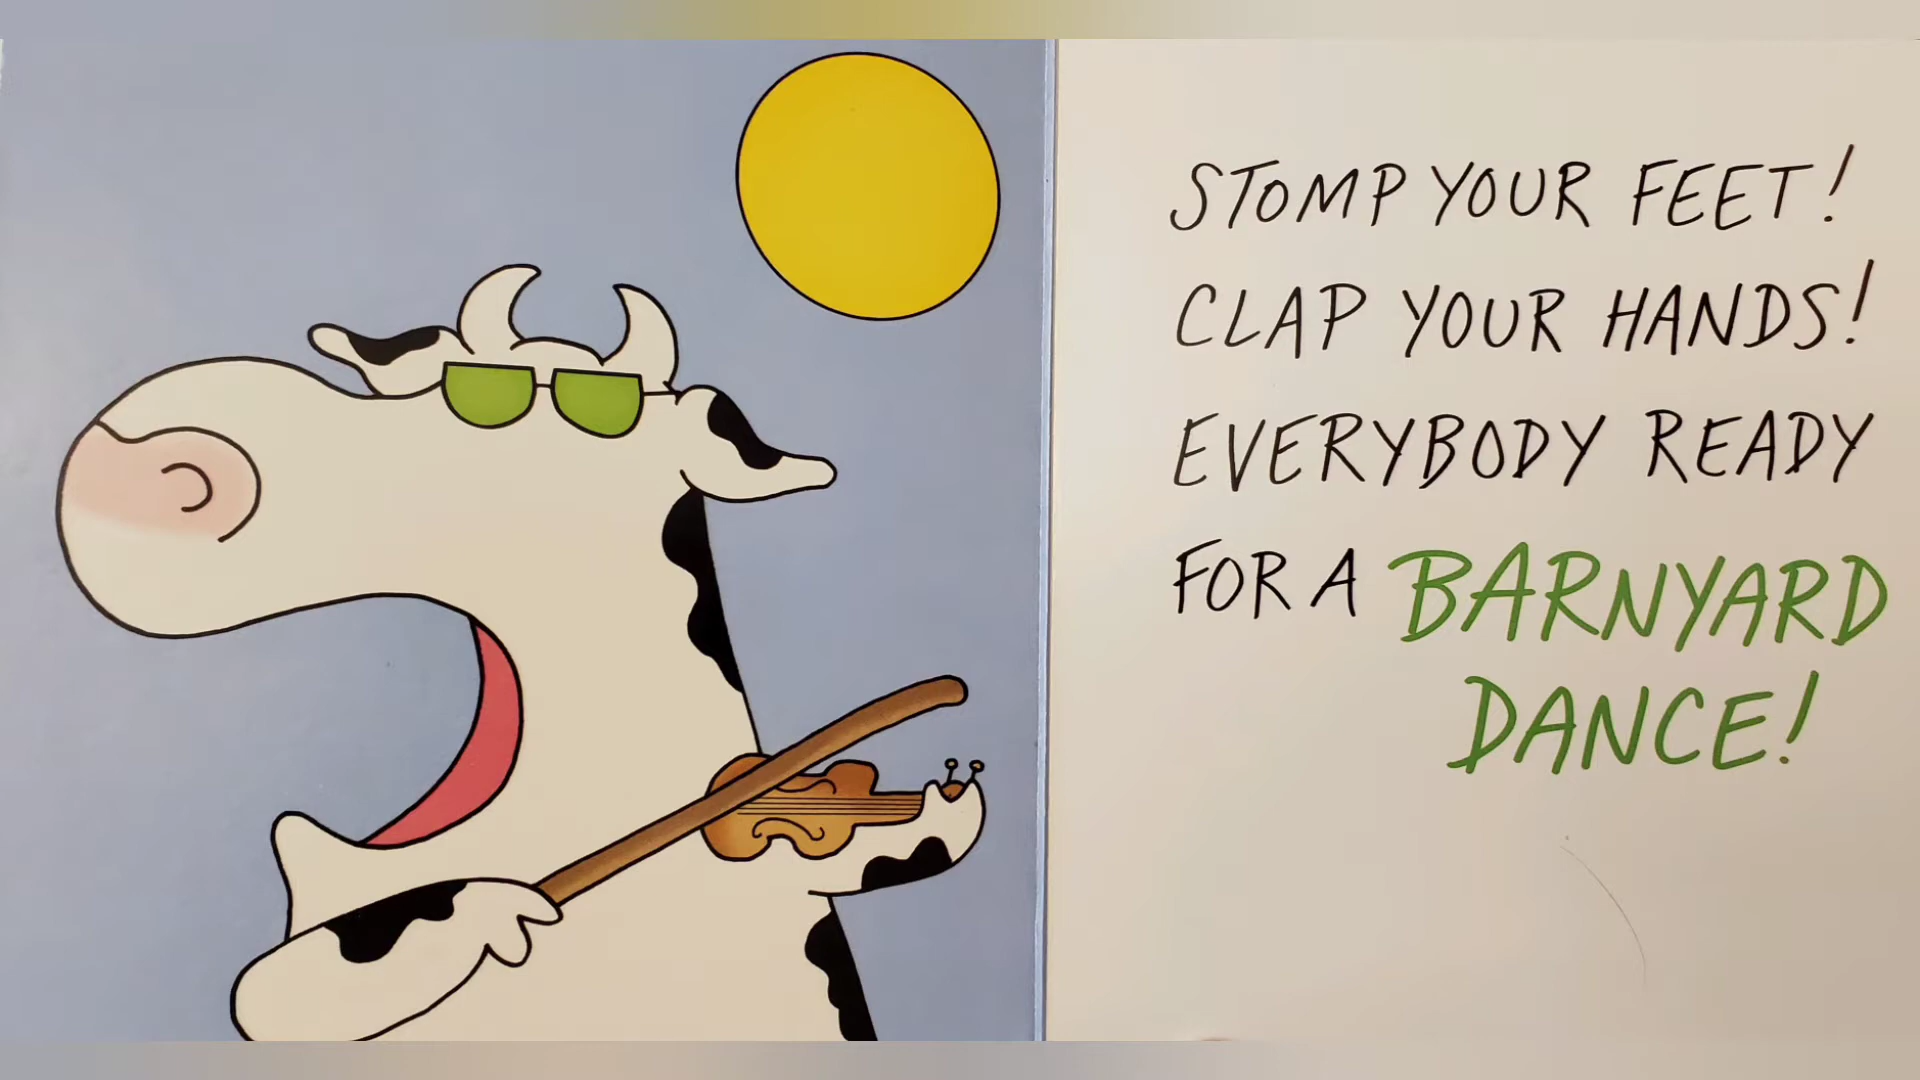 STOMP YOUR FEET!
CLAP YOUR HANDS!
EVERYBODY READY
FOR A BARNYARD
DANCE!